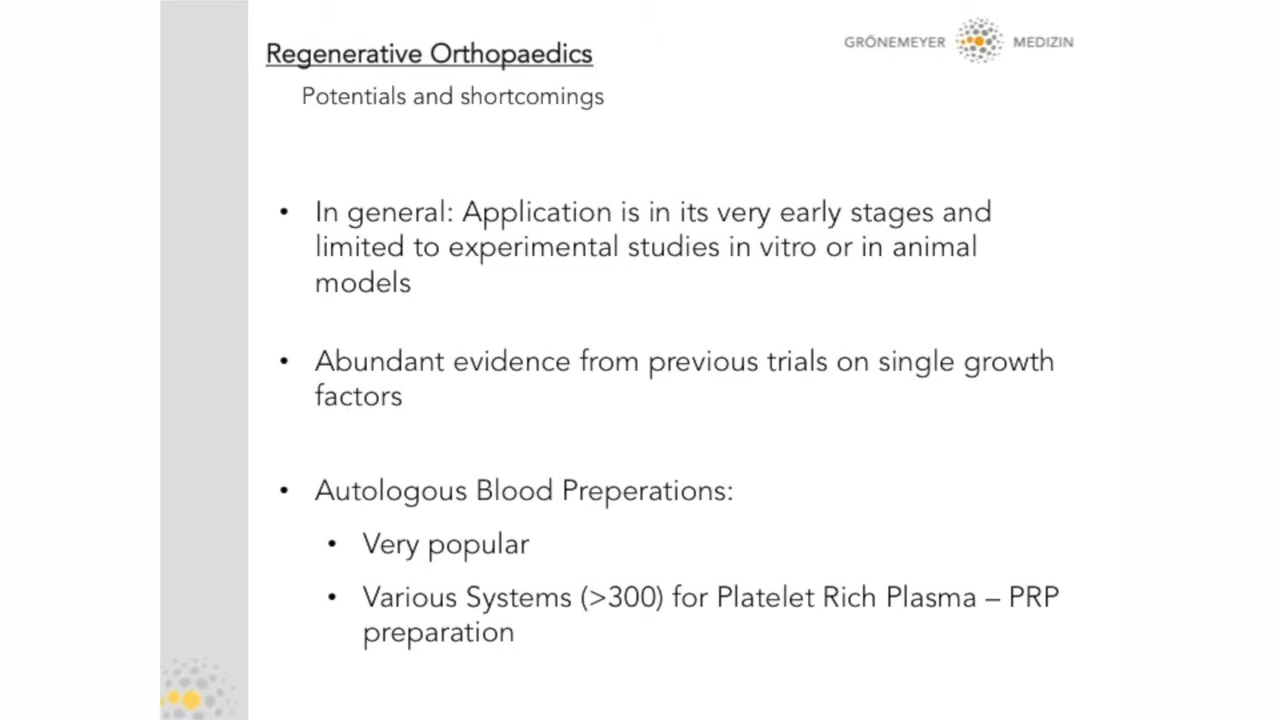 Regenerative Orthopaedics
GRÖNEMEYER MEDIZIN
Potentials and shortcomings
• In general: Application is in its very early stages and
limited to experimental studies in vitro or in animal
models
• Abundant evidence from previous trials on single growth
factors
• Autologous Blood Preperations:
• Very popular
• Various Systems (>300) for Platelet Rich Plasma – PRP
preparation